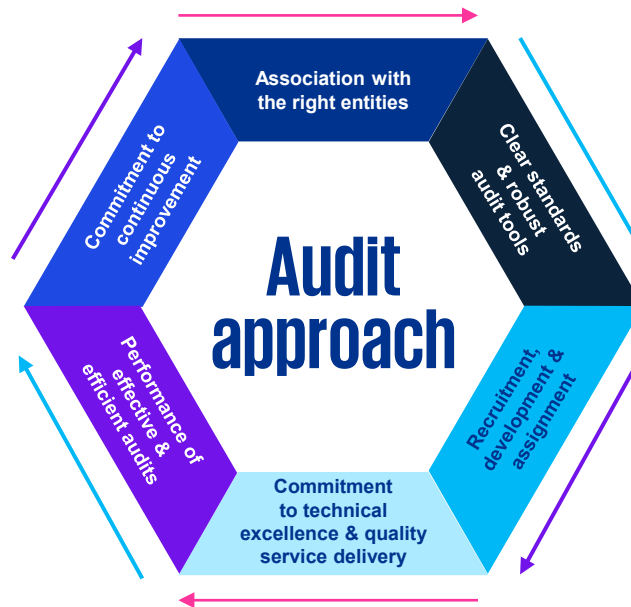 Association with
the right entities
Clear standards
& robust
audit tools
Recruitment,
development &
assignment
Commitment
to technical
excellence & quality
service delivery
Performance of
effective &
efficient audits
Commitment to
continuous
improvement
Audit
approach